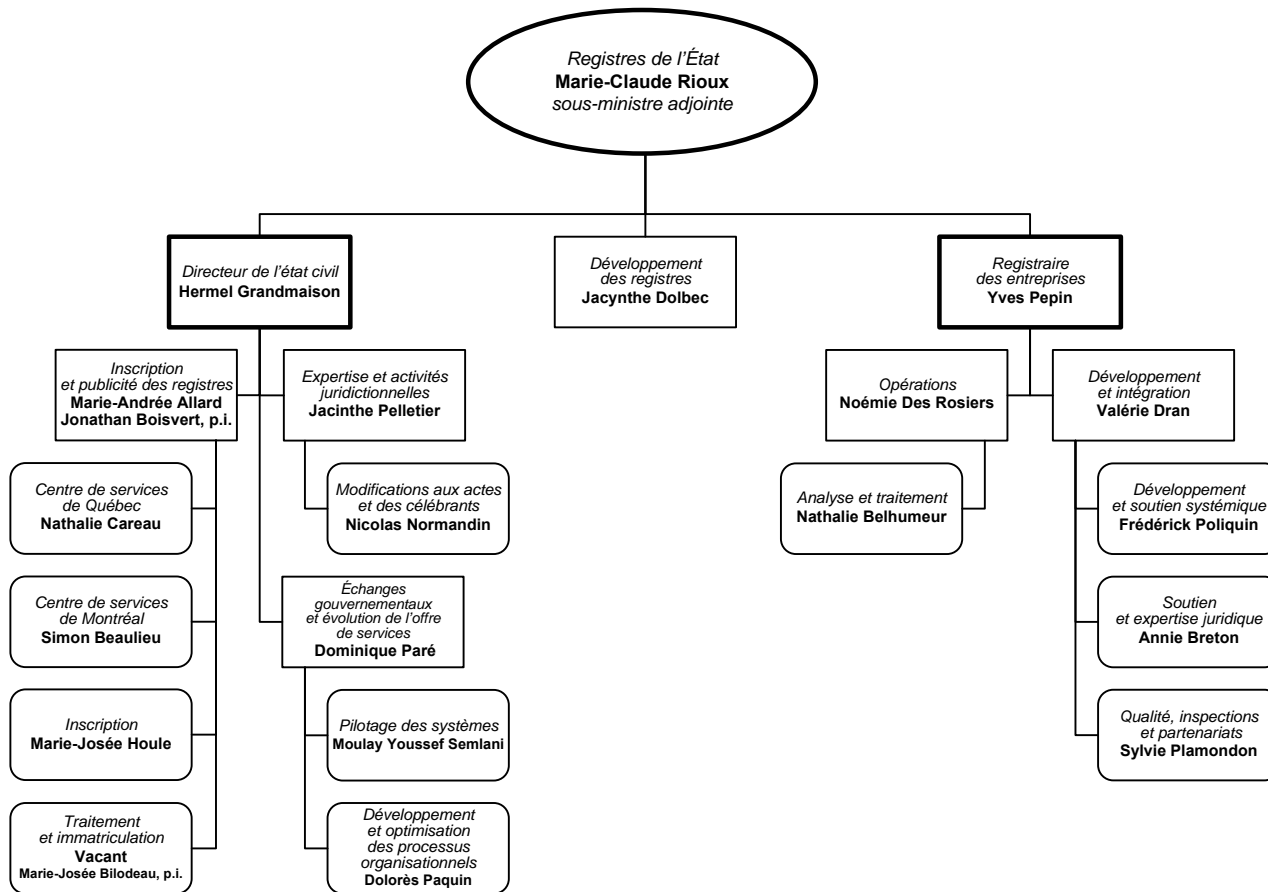 Registres de l’État
Marie-Claude Rioux
sous-ministre adjointe
Directeur de l’état civil
Hermel Grandmaison
Développement
des registres
Jacynthe Dolbec
Registraire
des entreprises
Yves Pepin
Inscription
et publicité des registres
Marie-Andrée Allard
Jonathan Boisvert, p.i.
Expertise et activités
juridictionnelles
Jacinthe Pelletier
Opérations
Noémie Des Rosiers
Développement
et intégration
Valérie Dran
Centre de services
de Québec
Nathalie Careau
Modifications aux actes
et des célébrants
Nicolas Normandin
Analyse et traitement
Nathalie Belhumeur
Développement
et soutien systémique
Frédérick Poliquin
Centre de services
de Montréal
Simon Beaulieu
Échanges
gouvernementaux
et évolution de l’offre
de services
Dominique Paré
Soutien
et expertise juridique
Annie Breton
Inscription
Marie-Josée Houle
Pilotage des systèmes
Moulay Youssef Semlani
Qualité, inspections
et partenariats
Sylvie Plamondon
Traitement
et immatriculation
Vacant
Marie-Josée Bilodeau, p.i.
Développement
et optimisation
des processus
organisationnels
Dolorès Paquin